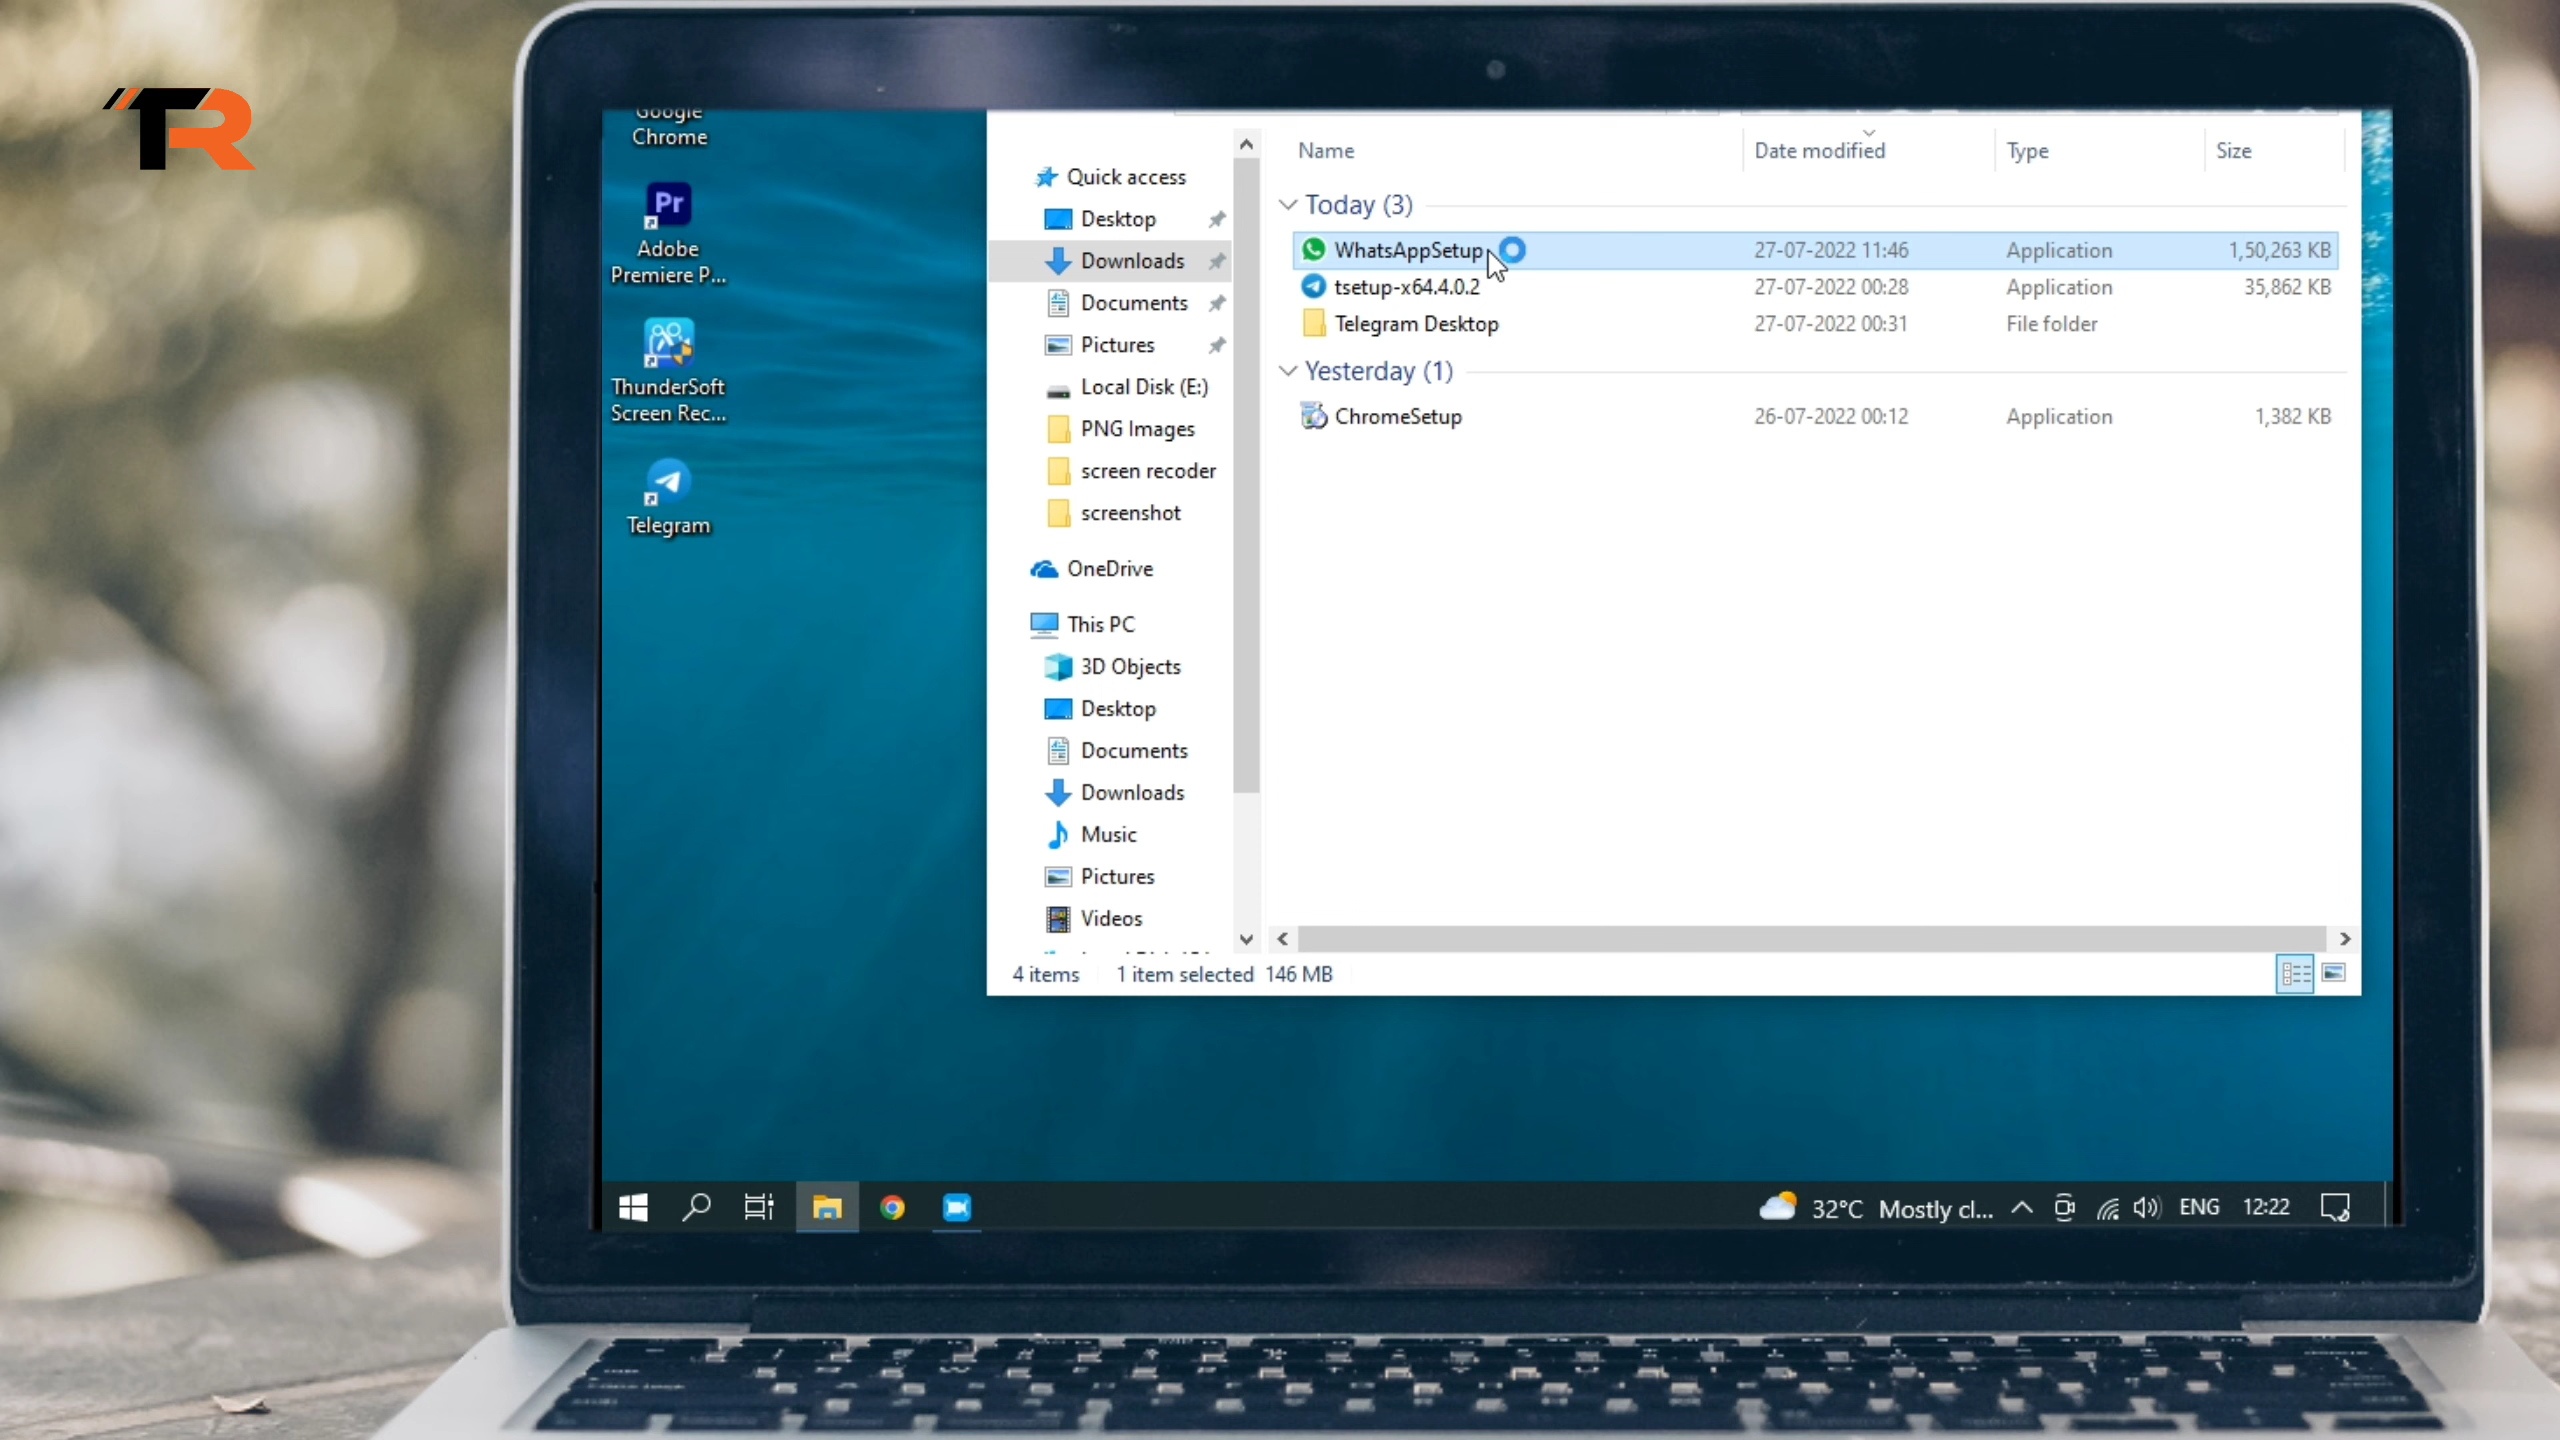 TR
Google
Chrome
Adobe
Premiere P...
ThunderSoft
Screen Rec...
Telegram
Quick access
Desktop
Downloads
Documents
Pictures
Local Disk (E:)
PNG Images
screen recoder
screenshot
OneDrive
This PC
3D Objects
Desktop
Documents
Downloads
Music
Pictures
Videos
Name Date modified Type Size
Today (3)
WhatsAppSetup 27-07-2022 11:46 Application 1,50,263 KB
tsetup-x64.4.0.2 27-07-2022 00:28 Application 35,862 KB
Telegram Desktop 27-07-2022 00:31 File folder
Yesterday (1)
ChromeSetup 26-07-2022 00:12 Application 1,382 KB
4 items 1 item selected 146 MB
32°C Mostly cl... ENG 12:22